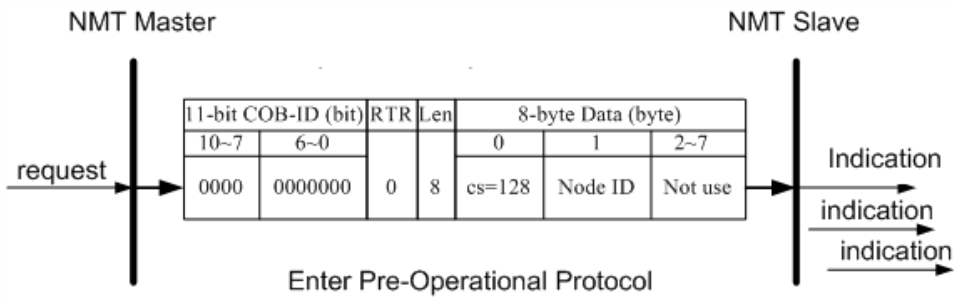 NMT Master NMT Slave
11-bit COB-ID (bit) RTR Len 8-byte Data (byte)
10~7 6~0 0 1 2~7
request 0000 0000000 0 8 cs=128 Node ID Not use Indication
indication
indication
Enter Pre-Operational Protocol